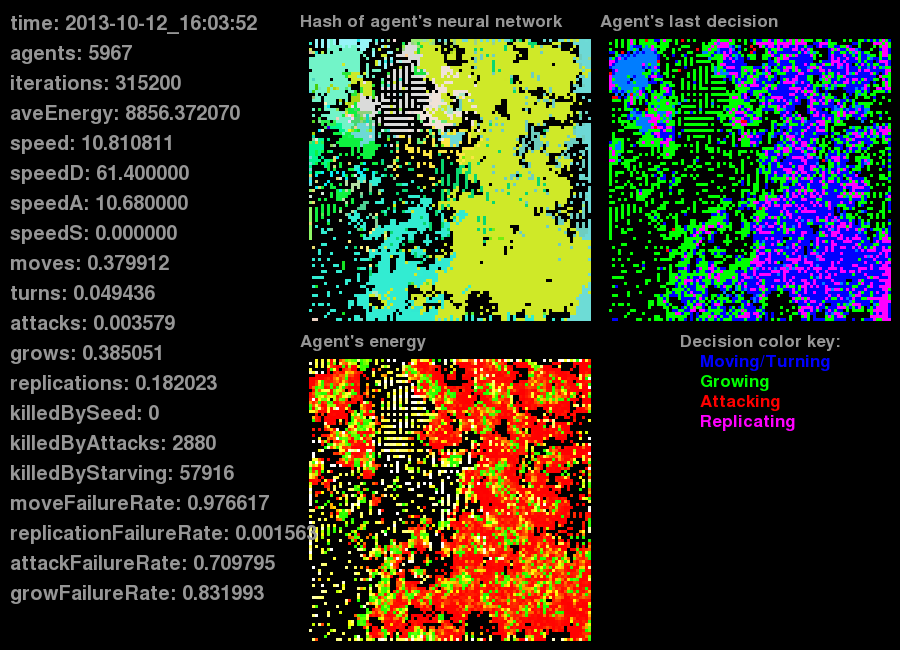 time: 2013-10-12_16:03:52
agents: 5967
iterations: 315200
aveEnergy: 8856.372070
speed: 10.810811
speedD: 61.400000
speedA: 10.680000
speedS: 0.000000
moves: 0.379912
turns: 0.049436
attacks: 0.003579
grows: 0.385051
replications: 0.182023
killedBySeed: 0
killedByAttacks: 2880
killedByStarving: 57916
moveFailureRate: 0.976617
replicationFailureRate: 0.001563
attackFailureRate: 0.709795
growFailureRate: 0.831993
Hash of agent's neural network
Agent's last decision
Agent's energy
Decision color key:
Moving/Turning
Growing
Attacking
Replicating